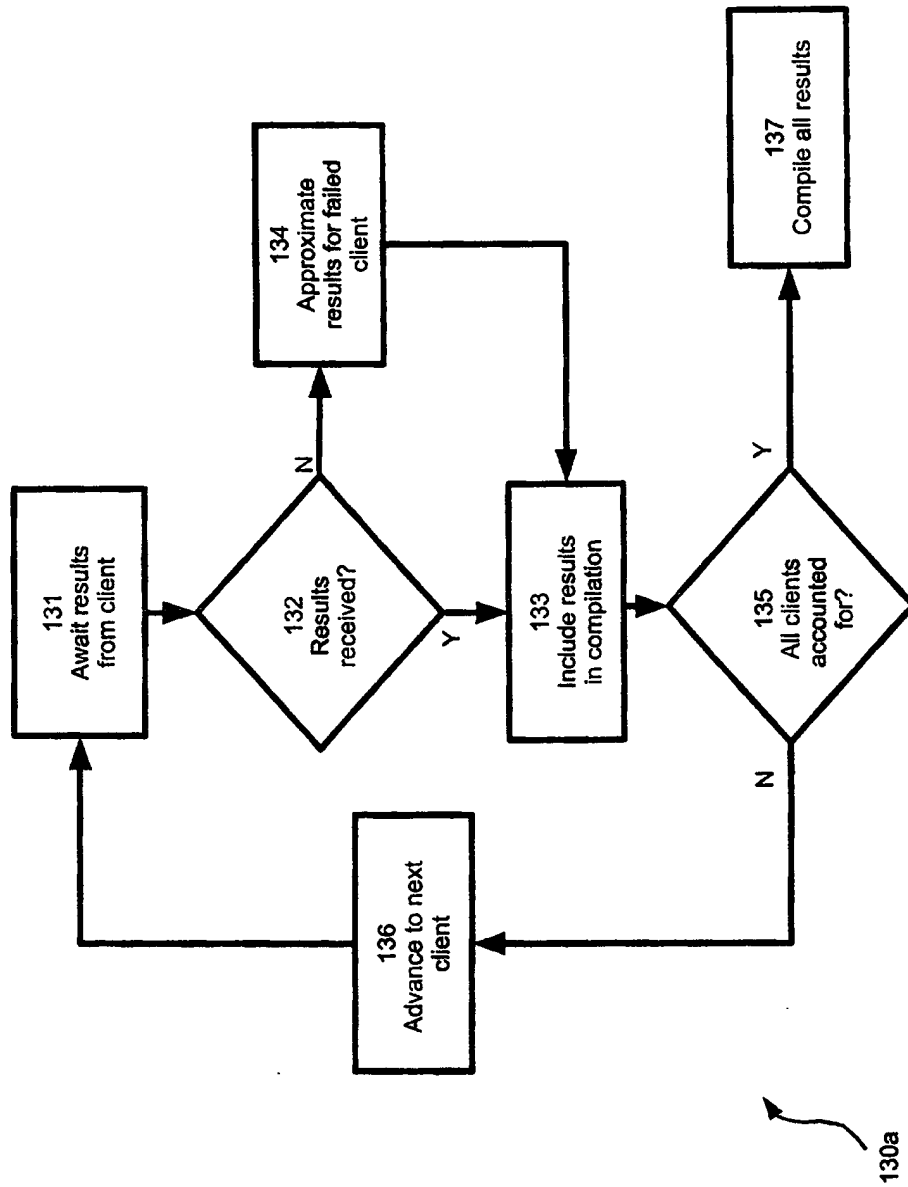 131
Await results
from client
132
Results
received?
N
Y
134
Approximate
results for failed
client
133
Include results
in compilation
135
All clients
accounted
for?
N
Y
136
Advance to next
client
137
Compile all results
130a